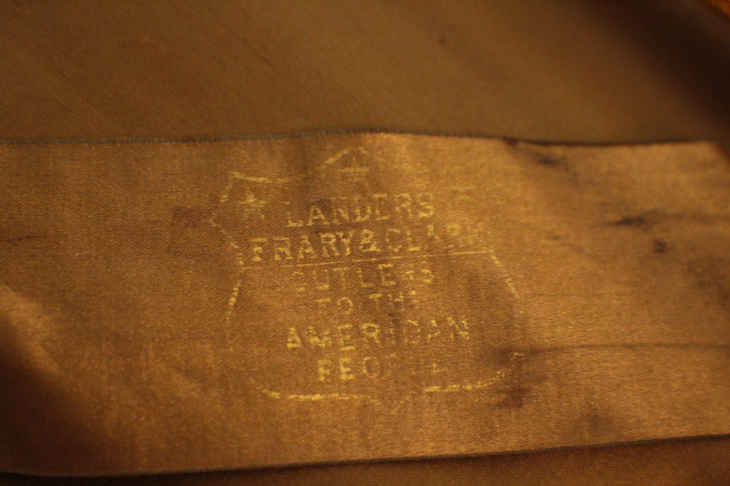 LANDERS
FRARY & CLARK
CUTLERS
TO THE
AMERICAN
PEOPLE